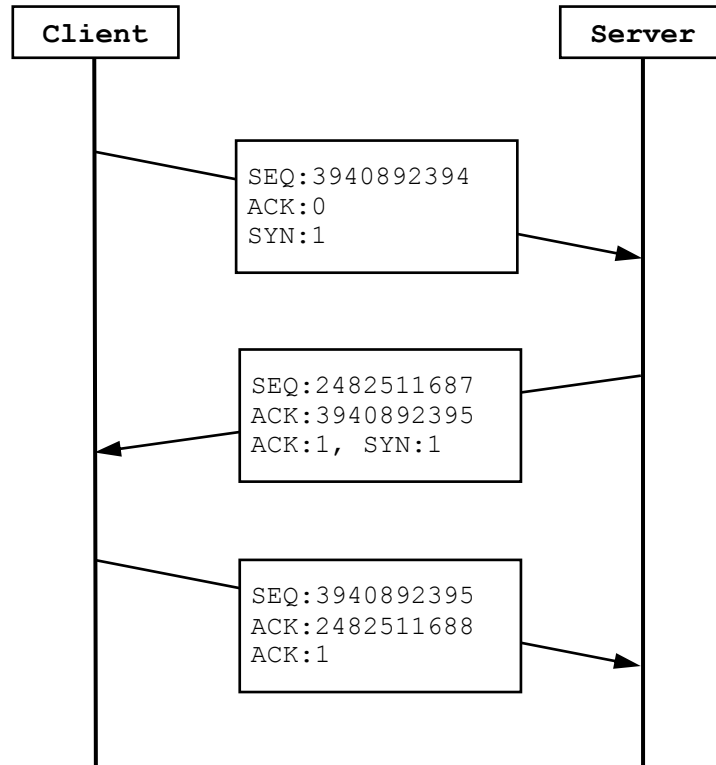 Client
Server
SEQ:3940892394
ACK:0
SYN:1
SEQ:2482511687
ACK:3940892395
ACK:1, SYN:1
SEQ:3940892395
ACK:2482511688
ACK:1